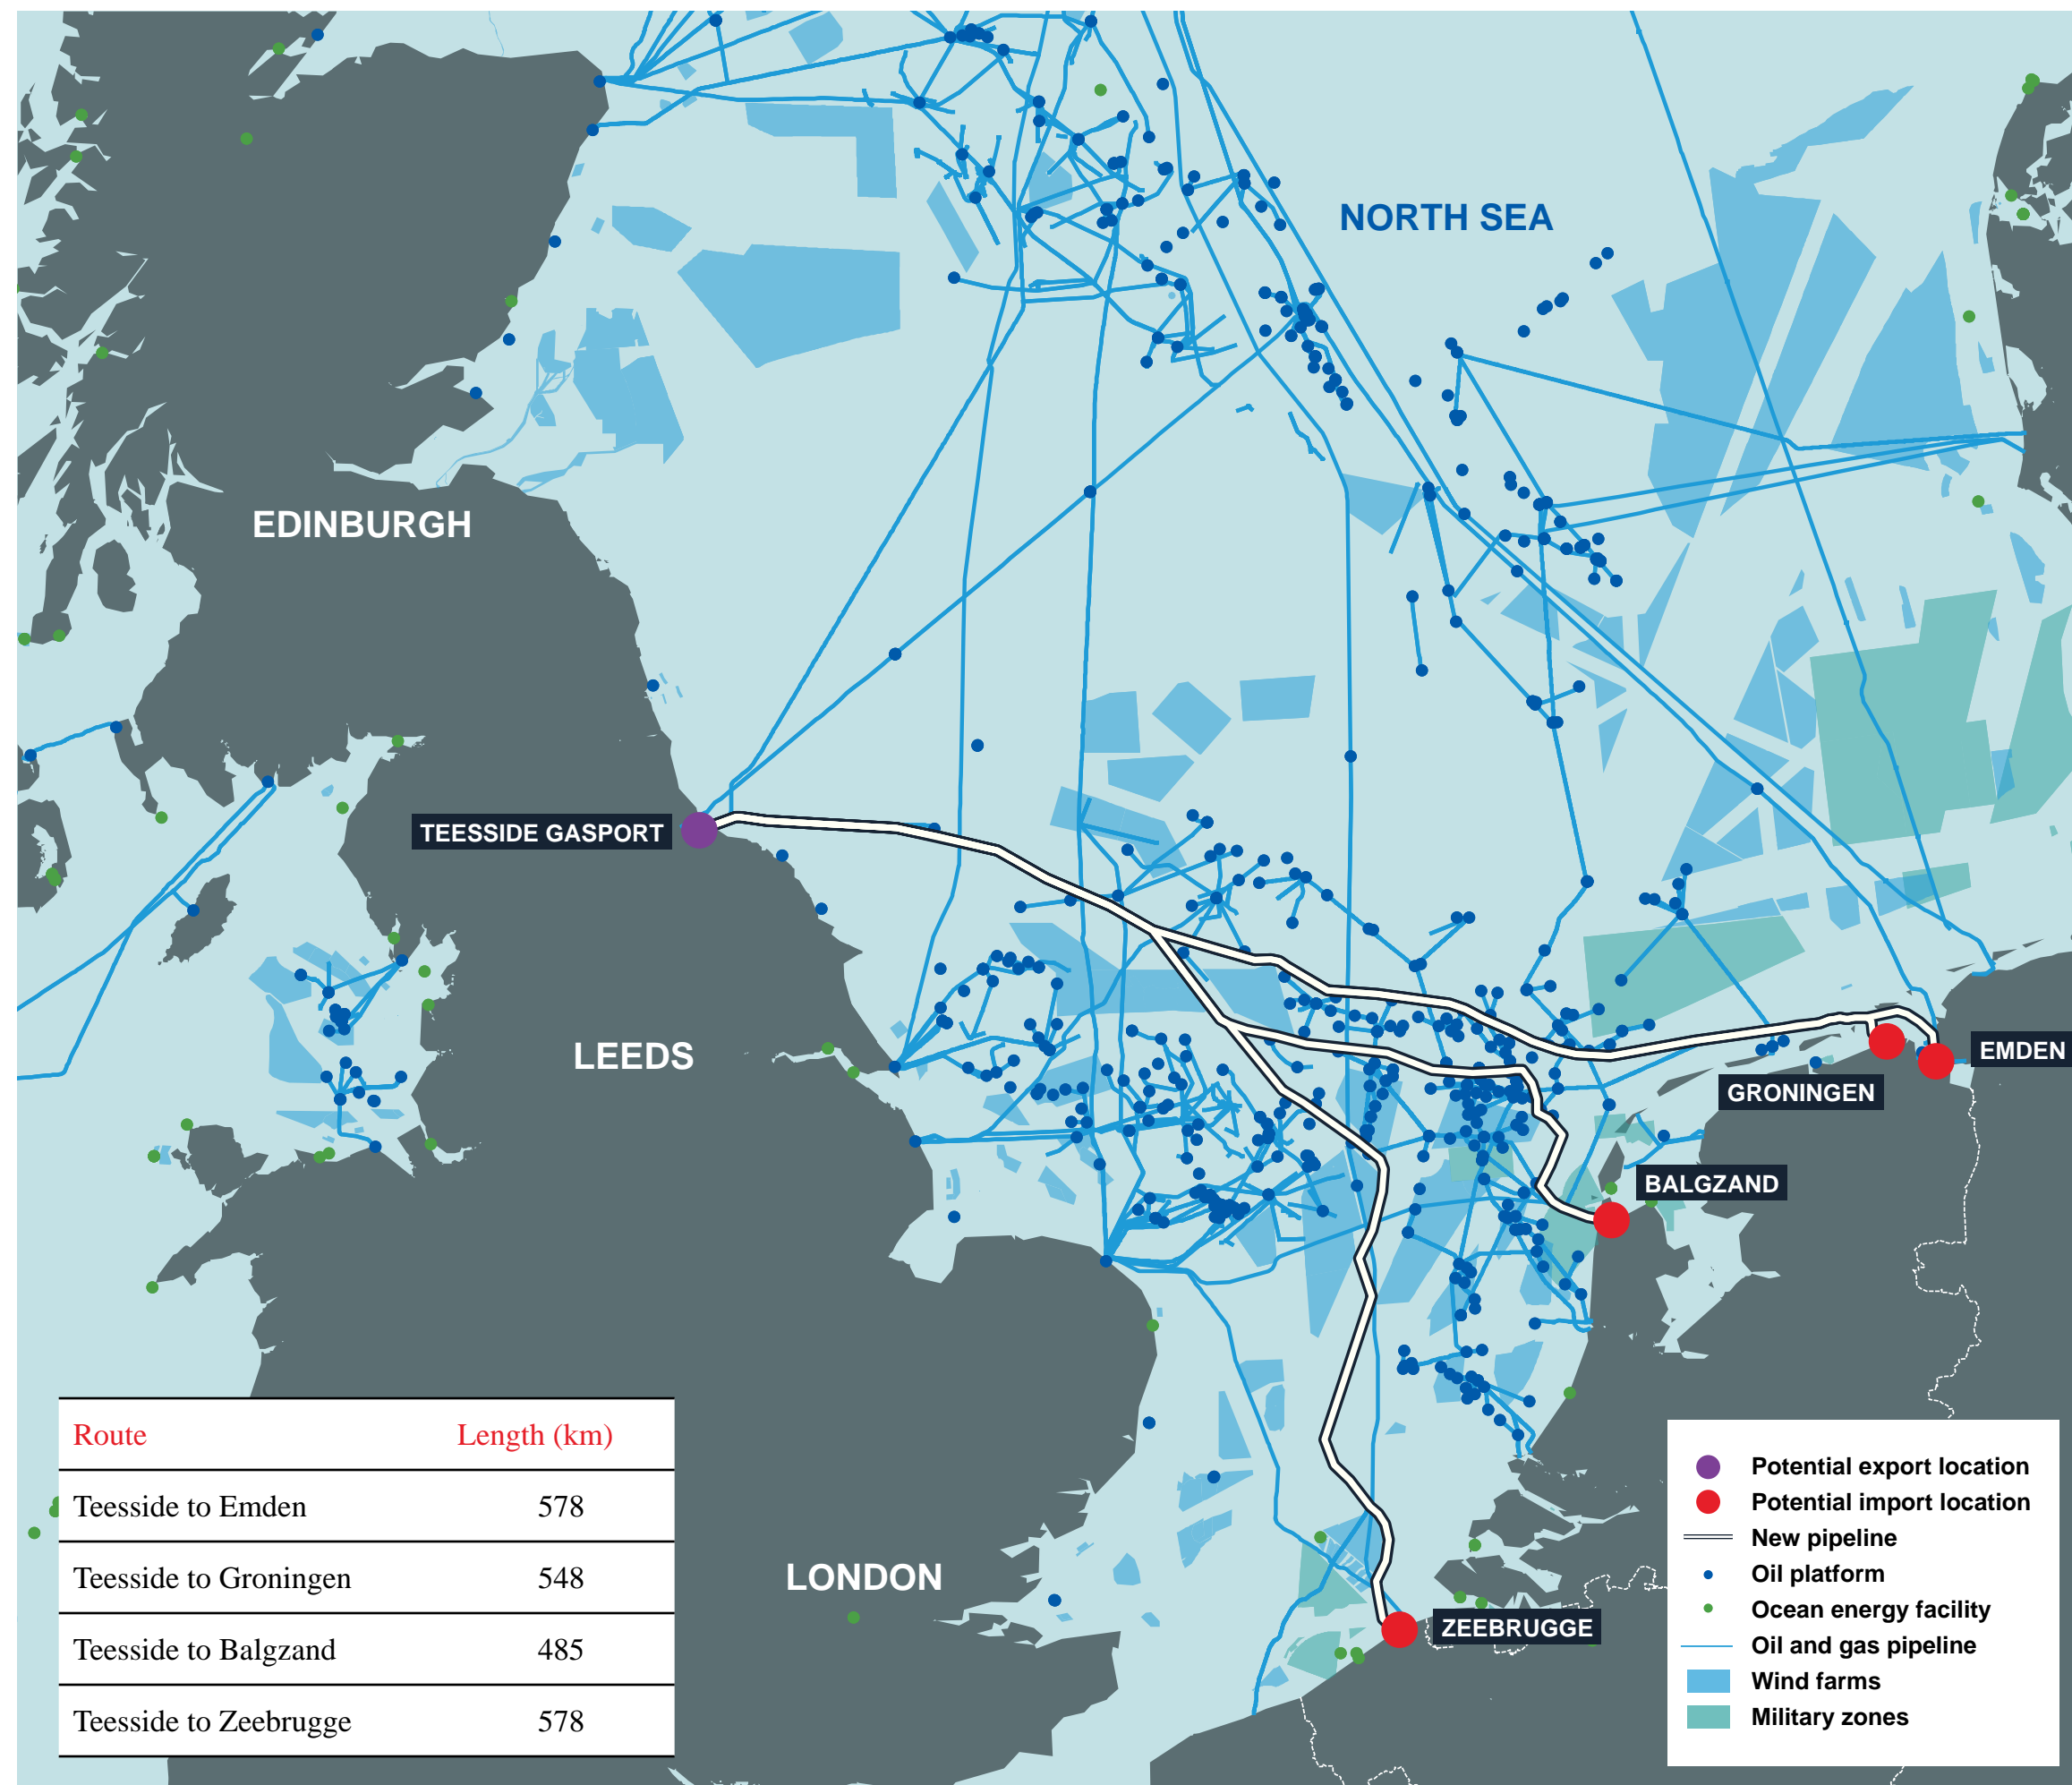 NORTH SEA
EDINBURGH
TEESSIDE GASPORT
LEEDS
EMDEN
GRONINGEN
BALGZAND
LONDON
ZEEBRUGGE
Route Length (km)
Teesside to Emden 578
Teesside to Groningen 548
Teesside to Balgzand 485
Teesside to Zeebrugge 578
Potential export location
Potential import location
New pipeline
Oil platform
Ocean energy facility
Oil and gas pipeline
Wind farms
Military zones